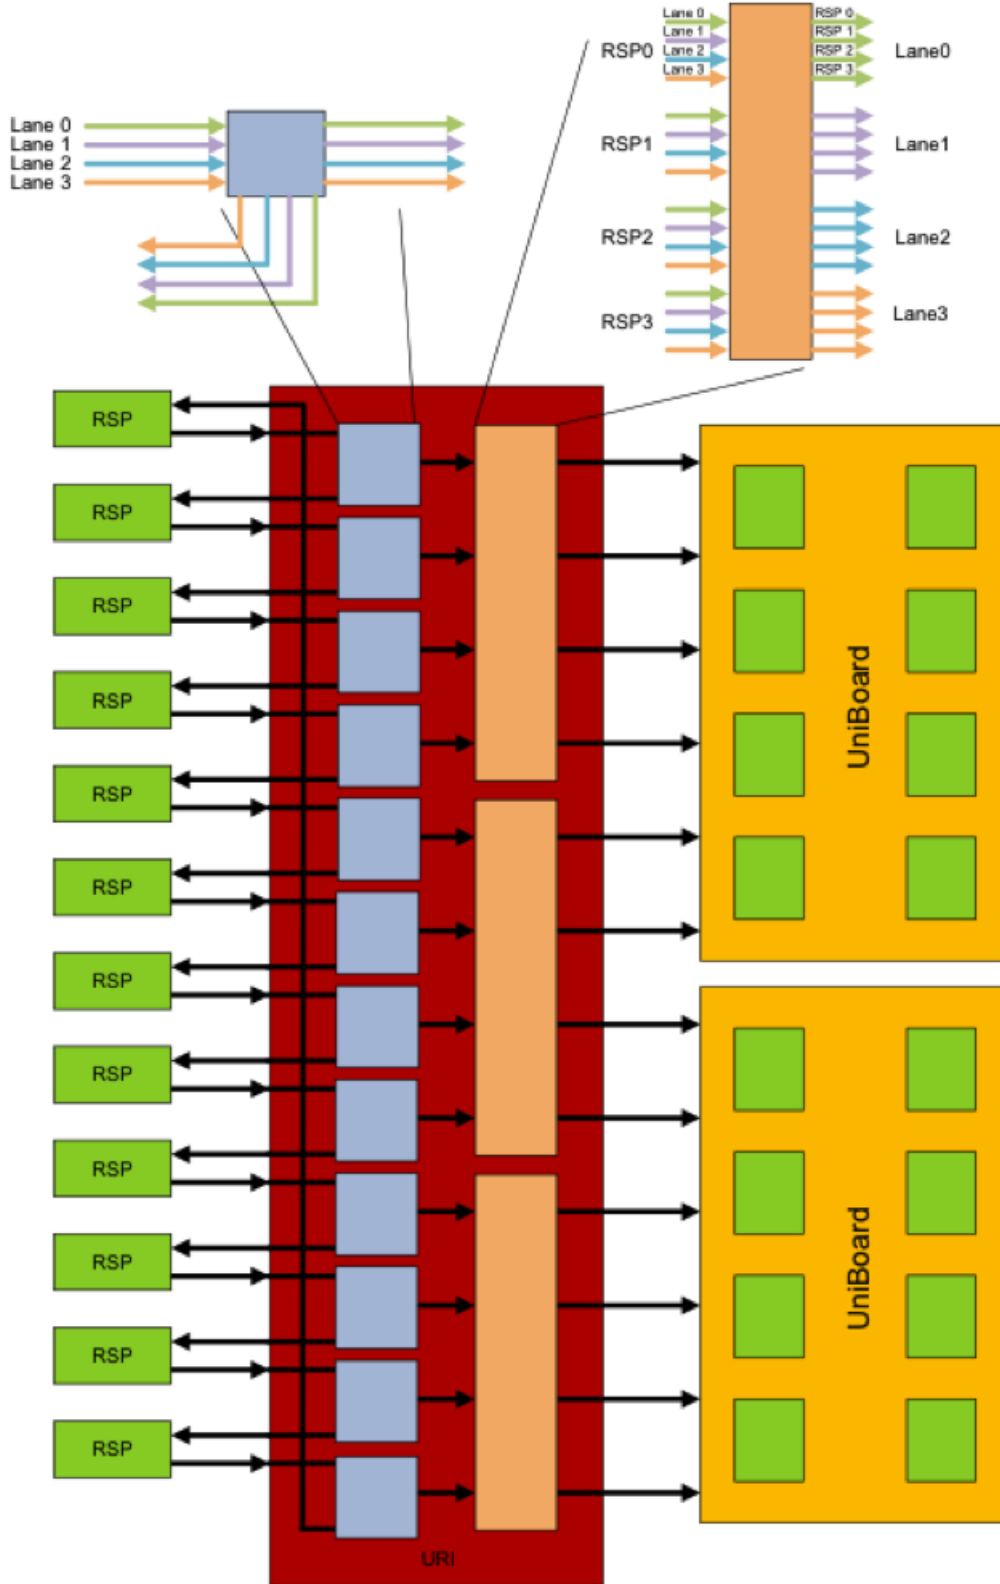 Lane 0
Lane 1
Lane 2
Lane 3
RSP0
Lane 0
Lane 1
Lane 2
Lane 3
RSP 0
RSP 1
RSP 2
RSP 3
Lane0
RSP1
Lane1
RSP2
Lane2
RSP3
Lane3
RSP
RSP
RSP
RSP
RSP
RSP
RSP
RSP
RSP
RSP
RSP
RSP
UniBoard
UniBoard
URI